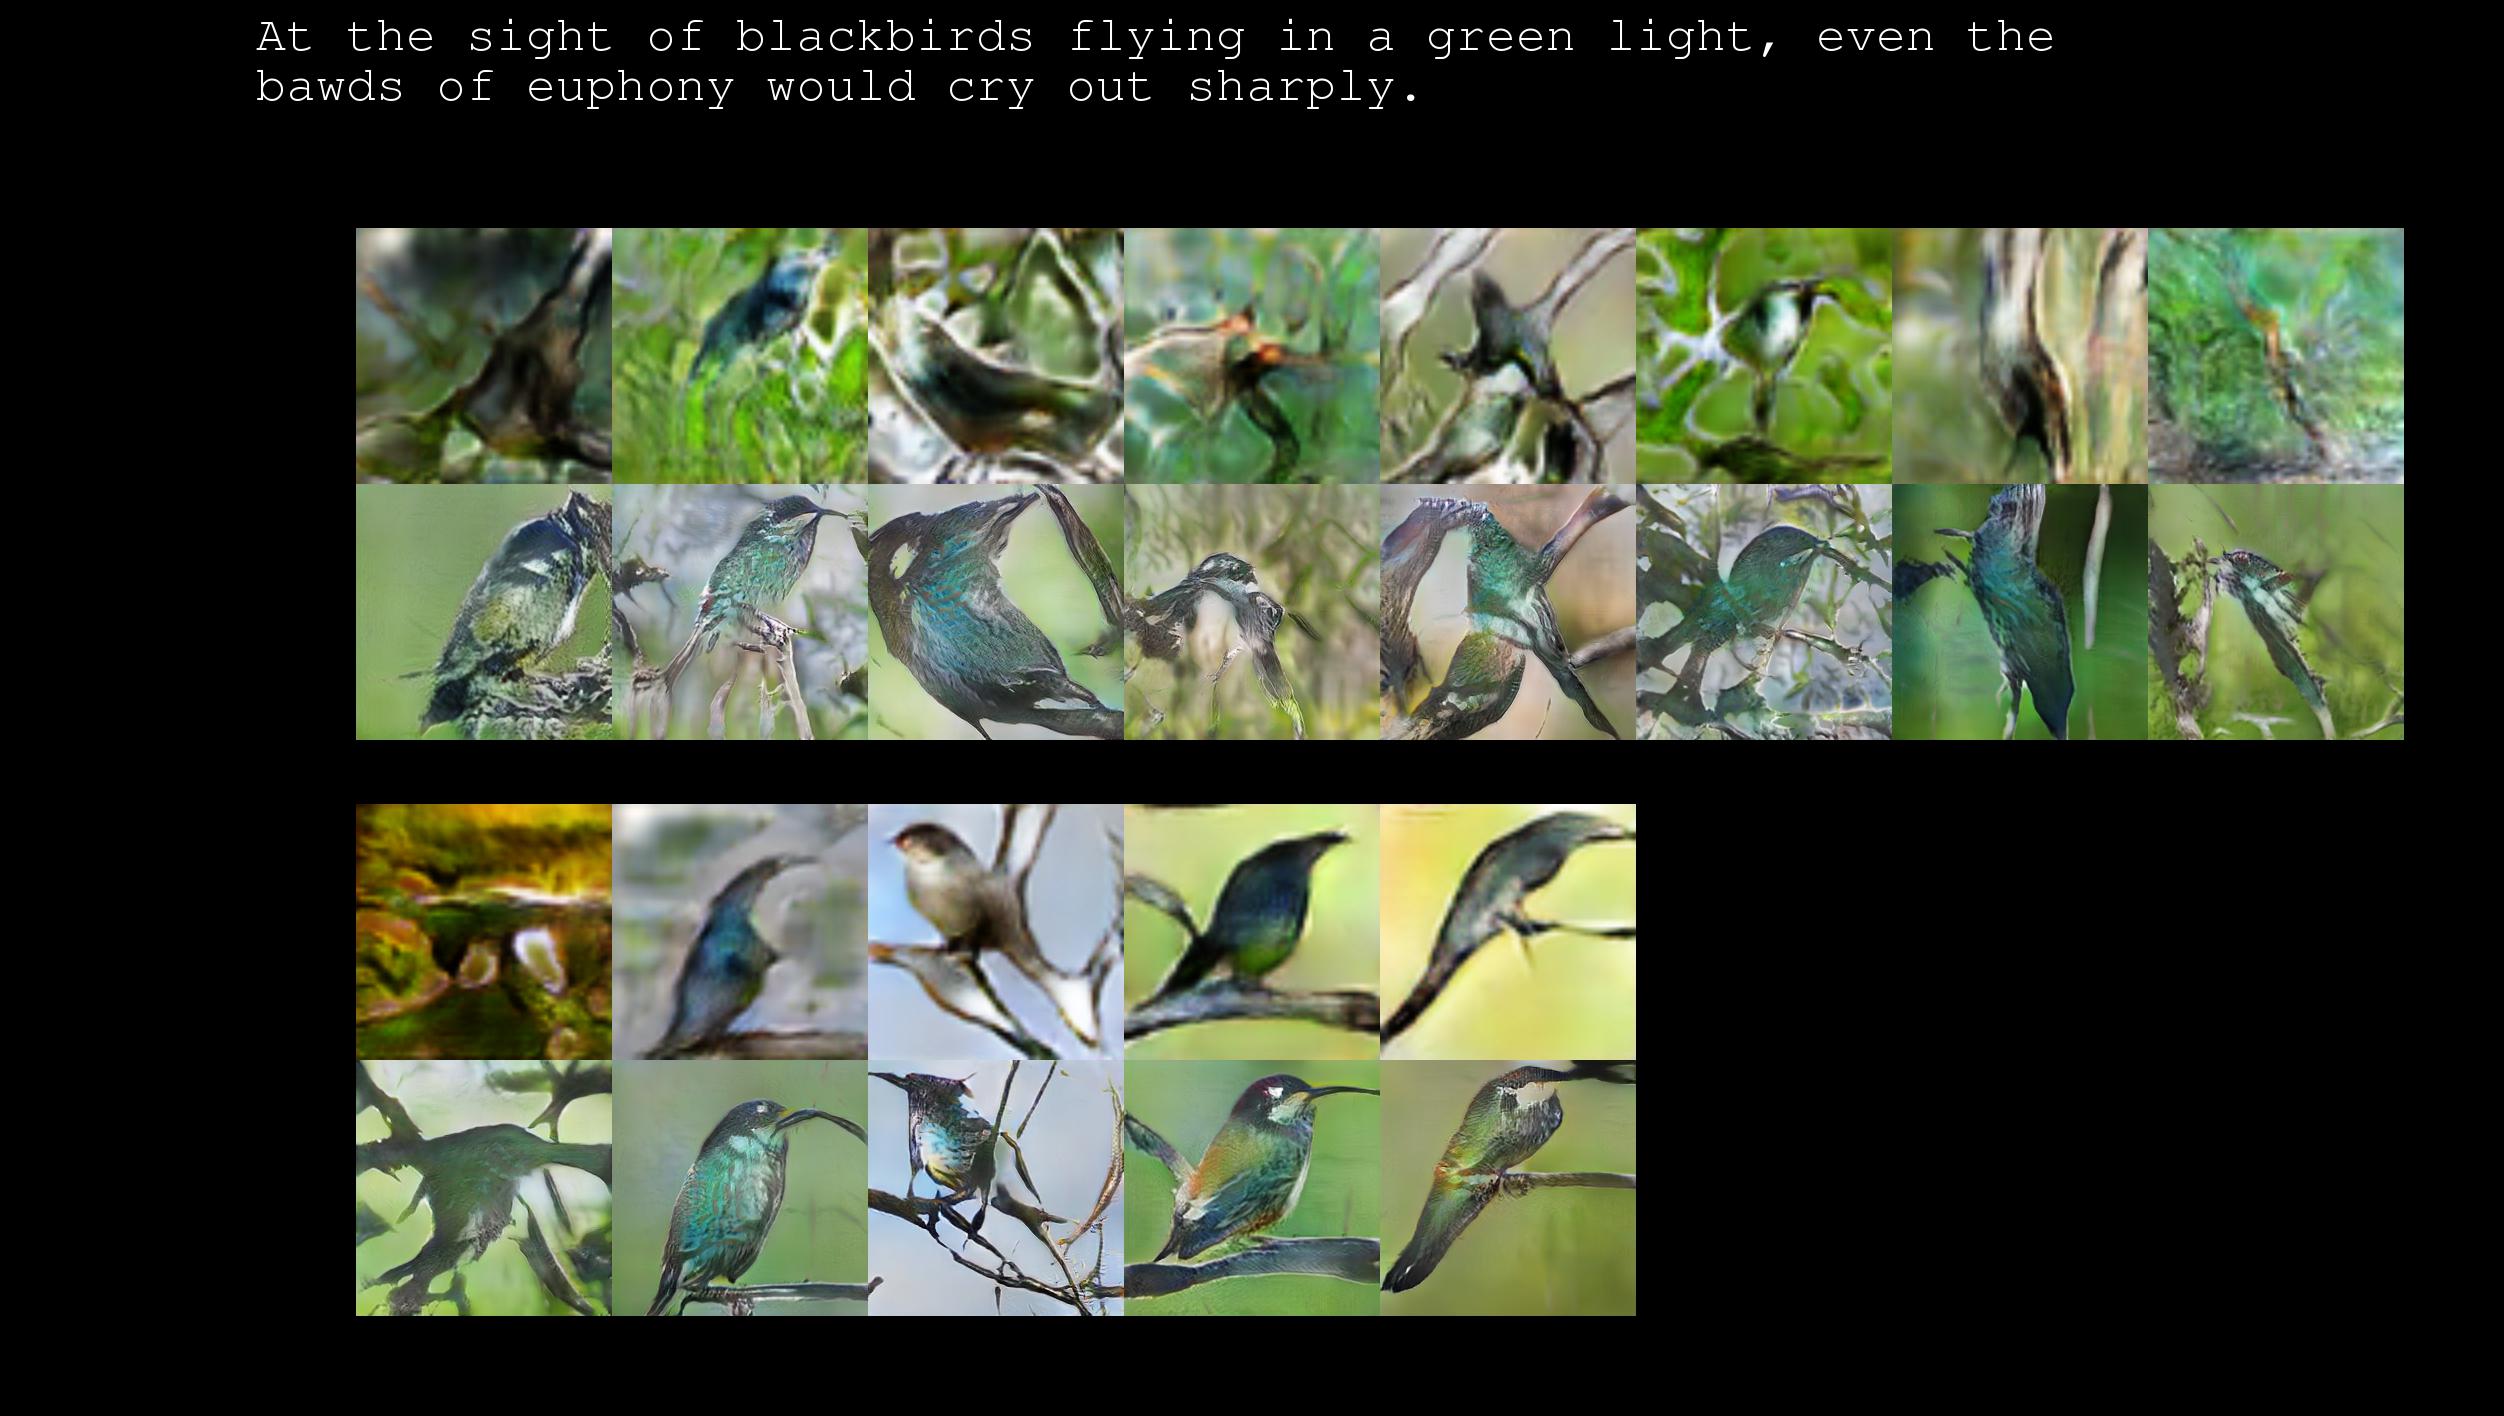 At the sight of blackbirds flying in a green light, even the
bawds of euphony would cry out sharply.